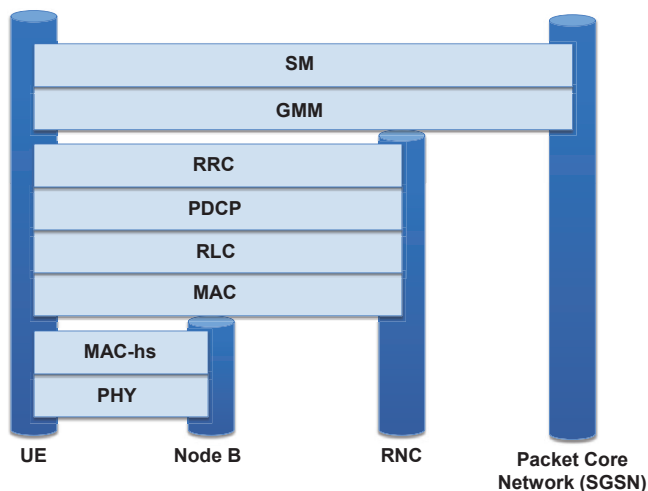 SM
GMM
RRC
PDCP
RLC
MAC
MAC-hs
PHY
UE
Node B
RNC
Packet Core
Network (SGSN)